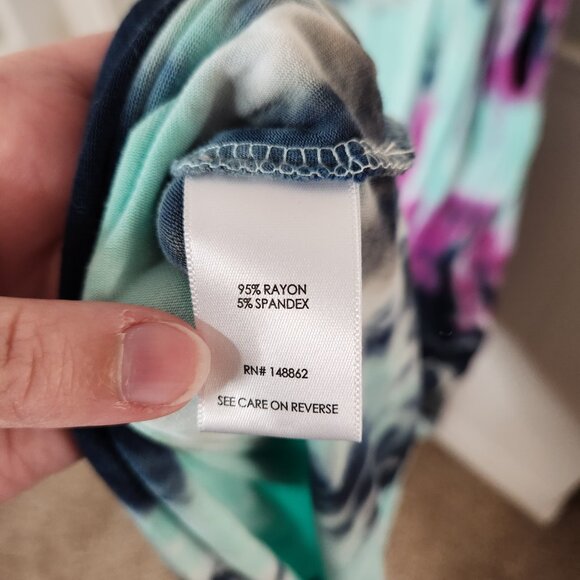 95% RAYON
5% SPANDEX
RN# 148862
SEE CARE ON REVERSE